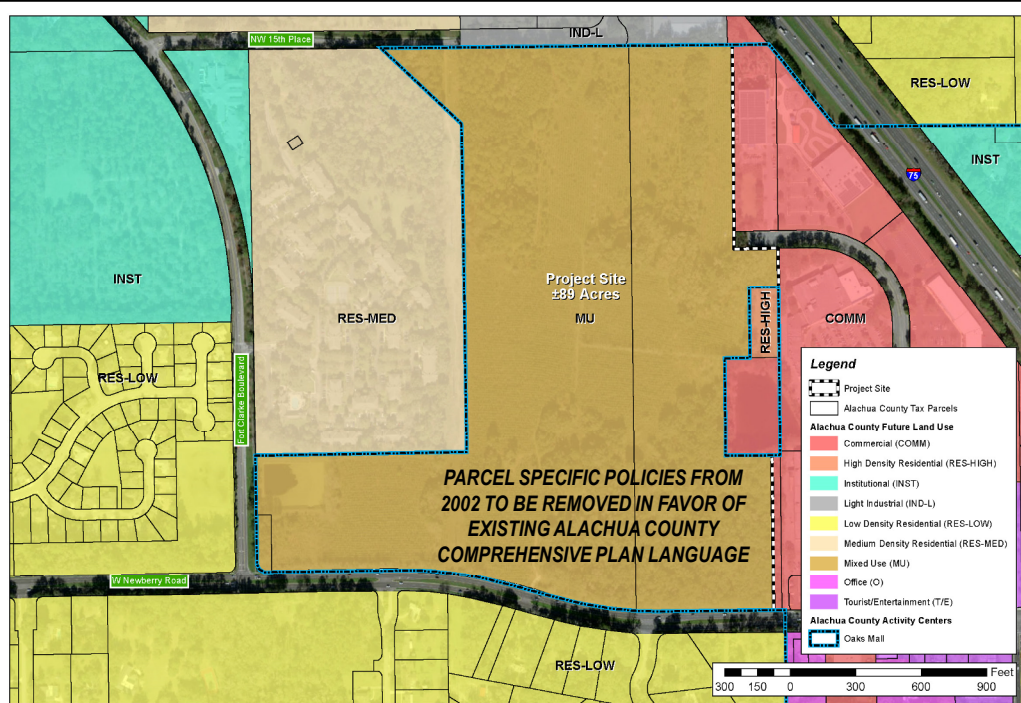 NW 15th Place
IND-L
RES-LOW
INST
75
INST
Project Site
±89 Acres
MU
RES-MED
RES-HIGH
COMM
RES-LOW
Fort Clarke Boulevard
PARCEL SPECIFIC POLICIES FROM
2002 TO BE REMOVED IN FAVOR OF
EXISTING ALACHUA COUNTY
COMPREHENSIVE PLAN LANGUAGE
W Newberry Road
RES-LOW
Legend
Project Site
Alachua County Tax Parcels
Alachua County Future Land Use
Commercial (COMM)
High Density Residential (RES-HIGH)
Institutional (INST)
Light Industrial (IND-L)
Low Density Residential (RES-LOW)
Medium Density Residential (RES-MED)
Mixed Use (MU)
Office (O)
Tourist/Entertainment (T/E)
Alachua County Activity Centers
Oaks Mall
Feet
300 150 0 300 600 900